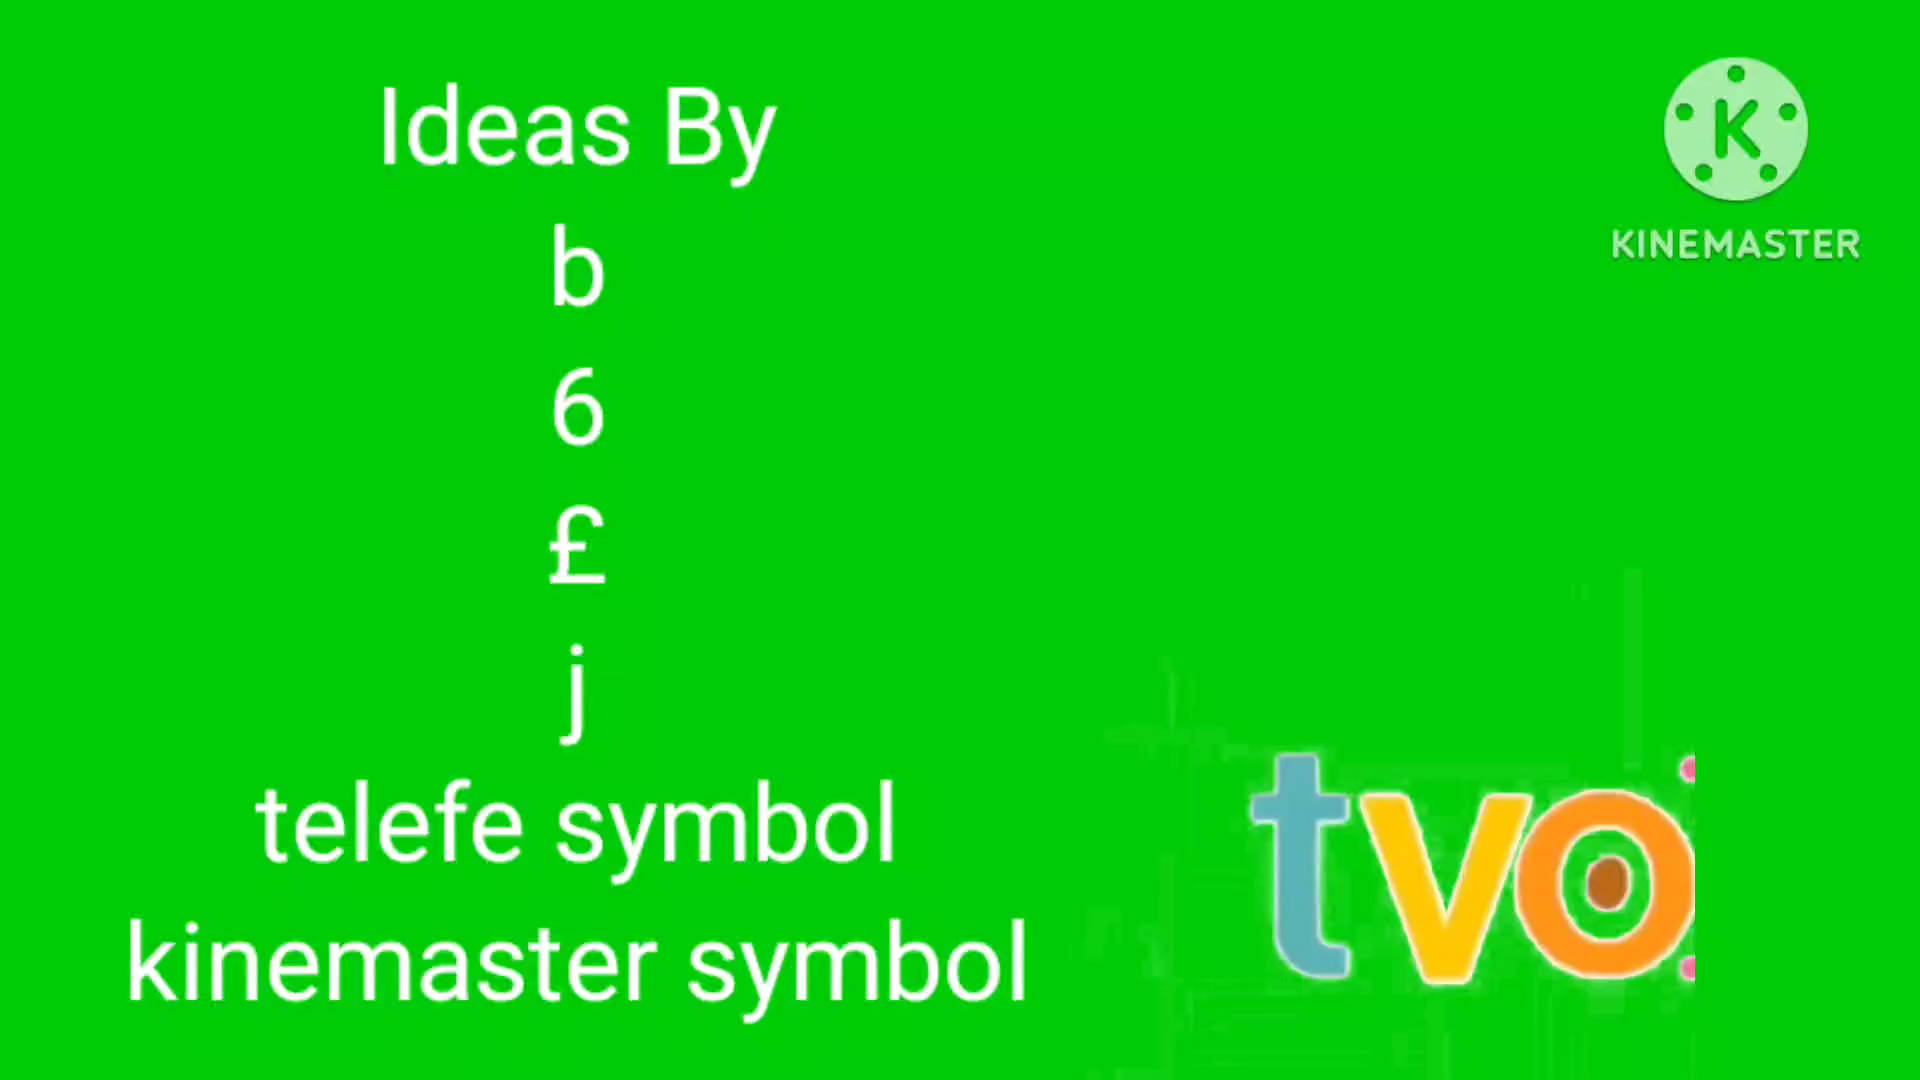 Ideas By
b
6
£
j
telefe symbol
kinemaster symbol
K
KINEMASTER
tvo